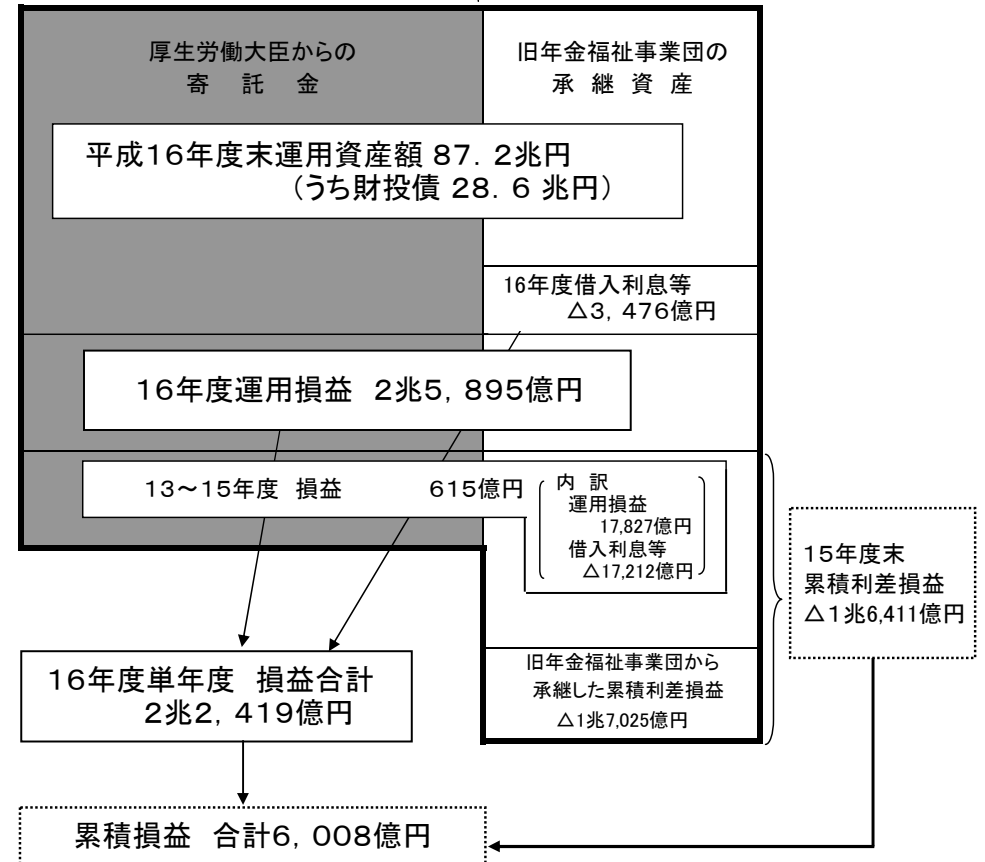 厚生労働大臣からの
寄 託 金
旧年金福祉事業団の
承 継 資 産
平成16年度末運用資産額 87．2兆円
（うち財投債 28．6 兆円）
16年度借入利息等
△3，476億円
16年度運用損益 2兆5，895億円
13～15年度 損益 615億円
内 訳
運用損益
17,827億円
借入利息等
△17,212億円
15年度末
累積利差損益
△1兆6,411億円
旧年金福祉事業団から
承継した累積利差損益
△1兆7,025億円
16年度単年度 損益合計
2兆2，419億円
累積損益 合計6，008億円